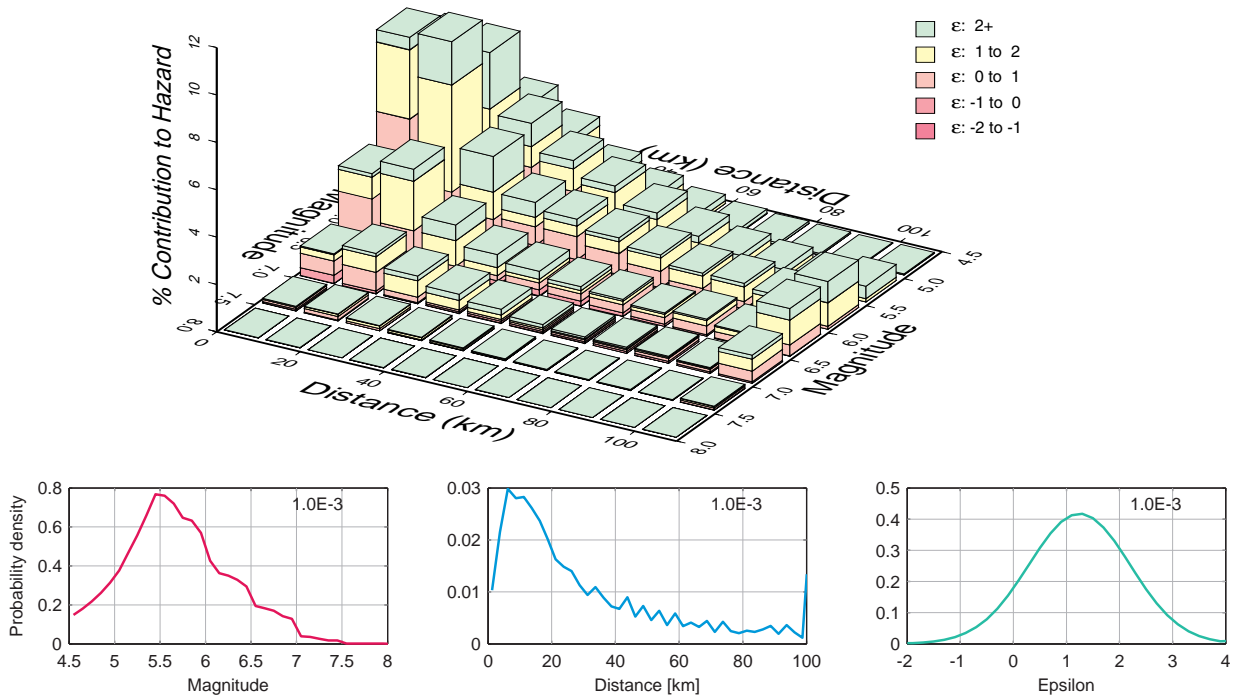 % Contribution to Hazard
12
10
8
6
4
2
ε: 2+
ε: 1 to 2
ε: 0 to 1
ε: -1 to 0
ε: -2 to -1
Magnitude
7.0
7.5
8.0
0
20
40
60
80
100
Distance (km)
60
80
100
Distance (km)
4.5
5.0
5.5
6.0
6.5
7.0
7.5
8.0
Magnitude
Probability density
0.8
0.6
0.4
0.2
0
1.0E-3
4.5 5 5.5 6 6.5 7 7.5 8
Magnitude
0.03
0.02
0.01
0
1.0E-3
0 20 40 60 80 100
Distance [km]
0.5
0.4
0.3
0.2
0.1
0
1.0E-3
-2 -1 0 1 2 3 4
Epsilon